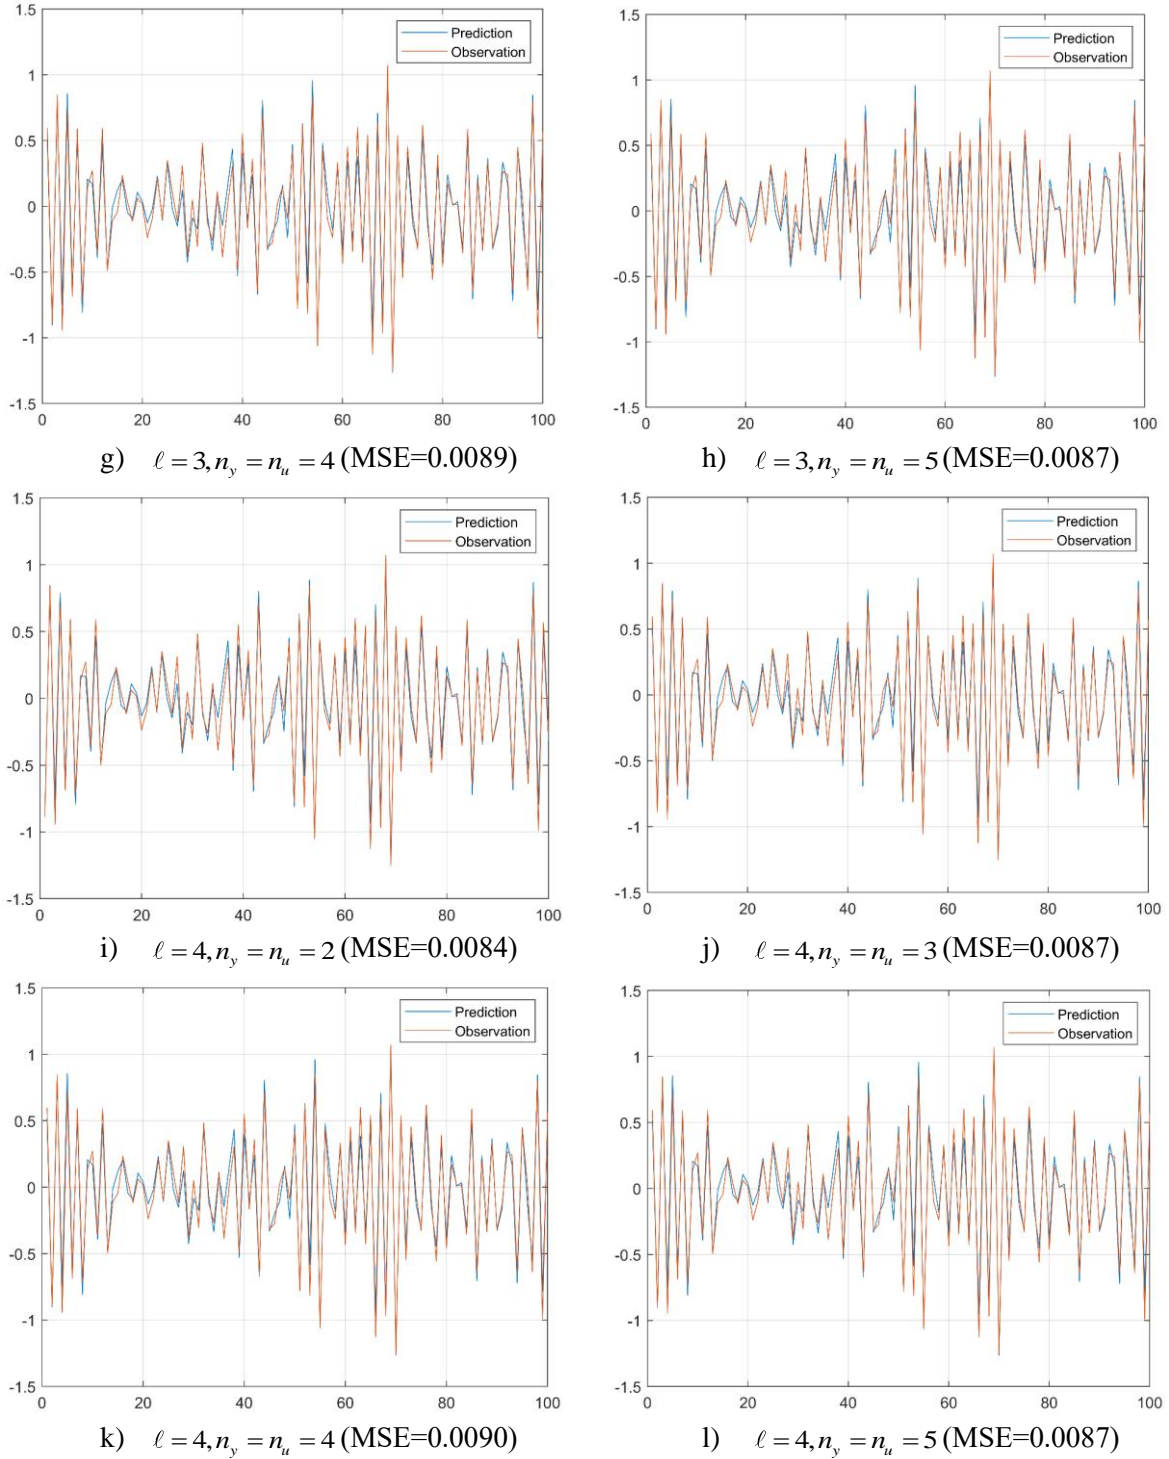 1.5
1
0.5
0
-0.5
-1
-1.5
0 20 40 60 80 100
Prediction
Observation
g) ℓ = 3, n_y = n_u = 4 (MSE=0.0089)
1.5
1
0.5
0
-0.5
-1
-1.5
0 20 40 60 80 100
Prediction
Observation
h) ℓ = 3, n_y = n_u = 5 (MSE=0.0087)
1.5
1
0.5
0
-0.5
-1
-1.5
0 20 40 60 80 100
Prediction
Observation
i) ℓ = 4, n_y = n_u = 2 (MSE=0.0084)
1.5
1
0.5
0
-0.5
-1
-1.5
0 20 40 60 80 100
Prediction
Observation
j) ℓ = 4, n_y = n_u = 3 (MSE=0.0087)
1.5
1
0.5
0
-0.5
-1
-1.5
0 20 40 60 80 100
Prediction
Observation
k) ℓ = 4, n_y = n_u = 4 (MSE=0.0090)
1.5
1
0.5
0
-0.5
-1
-1.5
0 20 40 60 80 100
Prediction
Observation
l) ℓ = 4, n_y = n_u = 5 (MSE=0.0087)